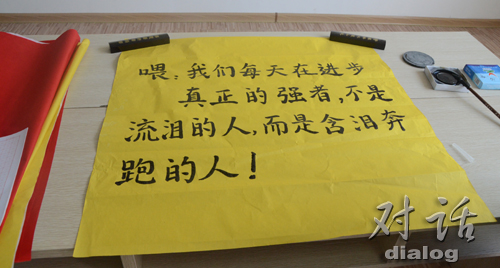 喂：我们每天在进步
真正的强者，不是
流泪的人，而是含泪奔
跑的人！
对话
dialog